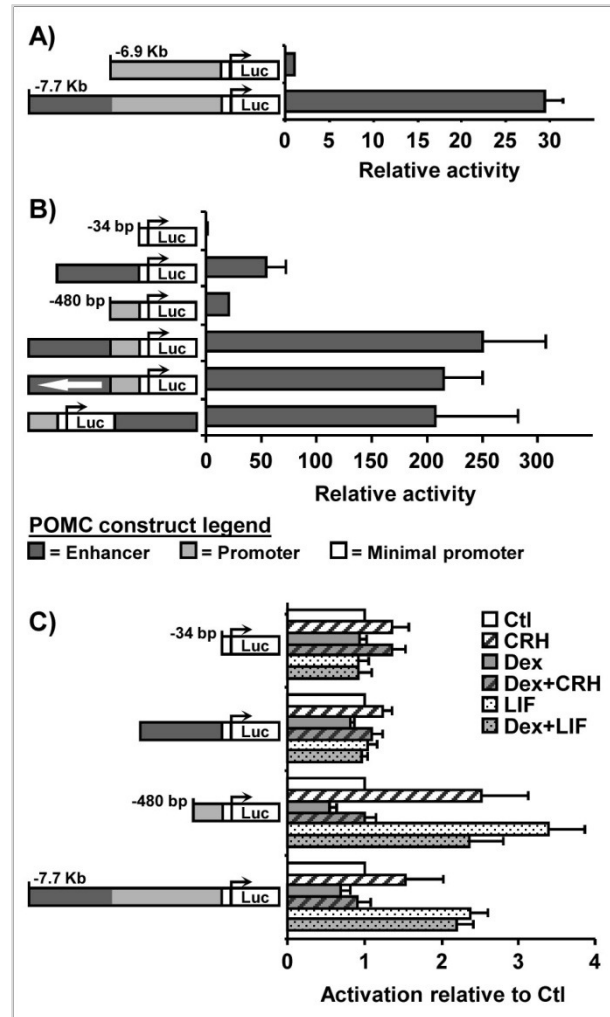 A)
-6.9 Kb
Luc
-7.7 Kb
Luc
0 5 10 15 20 25 30
Relative activity
B)
-34 bp
Luc
Luc
-480 bp
Luc
Luc
Luc
Luc
0 50 100 150 200 250 300
Relative activity
POMC construct legend
= Enhancer = Promoter = Minimal promoter
C)
-34 bp
Luc
Luc
-480 bp
Luc
-7.7 Kb
Luc
Ctl
CRH
Dex
Dex+CRH
LIF
Dex+LIF
0 1 2 3 4
Activation relative to Ctl